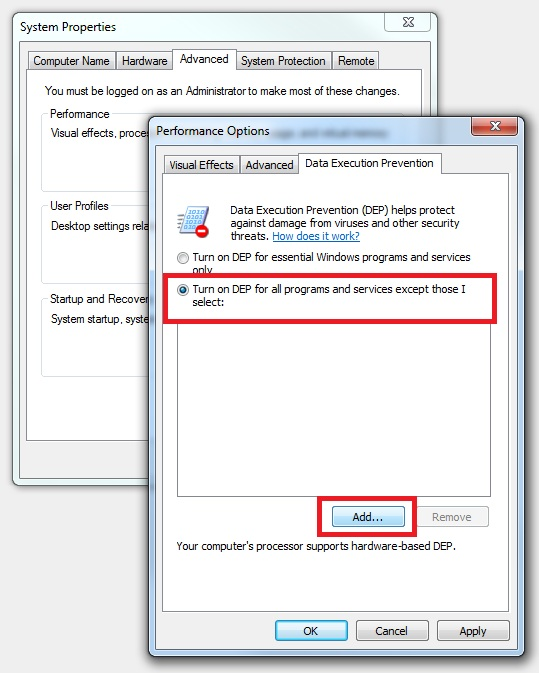 System Properties
Computer Name
Hardware
Advanced
System Protection
Remote
You must be logged on as an Administrator to make most of these changes.
Performance
Visual effects, proce
User Profiles
Desktop settings rela
Startup and Recover
System startup, syste
Performance Options
Visual Effects
Advanced
Data Execution Prevention
Data Execution Prevention (DEP) helps protect
against damage from viruses and other security
threats. How does it work?
Turn on DEP for essential Windows programs and services
only
Turn on DEP for all programs and services except those I
select:
Add...
Remove
Your computer's processor supports hardware-based DEP.
OK
Cancel
Apply